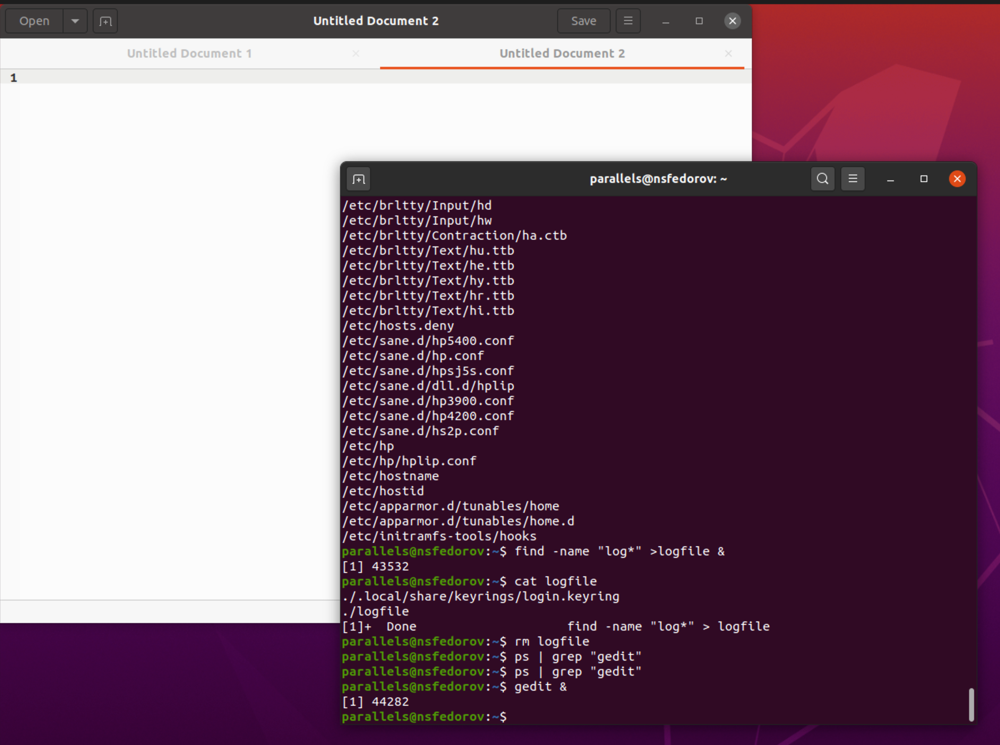 Open
Untitled Document 2
Save
Untitled Document 1
Untitled Document 2
1
parallels@nsfedorov: ~
/etc/brltty/Input/hd
/etc/brltty/Input/hw
/etc/brltty/Contraction/ha.ctb
/etc/brltty/Text/hu.ttb
/etc/brltty/Text/he.ttb
/etc/brltty/Text/hy.ttb
/etc/brltty/Text/hr.ttb
/etc/brltty/Text/hi.ttb
/etc/hosts.deny
/etc/sane.d/hp5400.conf
/etc/sane.d/hp.conf
/etc/sane.d/hpsj5s.conf
/etc/sane.d/dll.d/hplip
/etc/sane.d/hp3900.conf
/etc/sane.d/hp4200.conf
/etc/sane.d/hs2p.conf
/etc/hp
/etc/hp/hplip.conf
/etc/hostname
/etc/hostid
/etc/apparmor.d/tunables/home
/etc/apparmor.d/tunables/home.d
/etc/initramfs-tools/hooks
parallels@nsfedorov:~$ find -name "log*" >logfile &
[1] 43532
parallels@nsfedorov:~$ cat logfile
./.local/share/keyrings/login.keyring
./logfile
[1]+  Done                    find -name "log*" > logfile
parallels@nsfedorov:~$ rm logfile
parallels@nsfedorov:~$ ps | grep "gedit"
parallels@nsfedorov:~$ ps | grep "gedit"
parallels@nsfedorov:~$ gedit &
[1] 44282
parallels@nsfedorov:~$